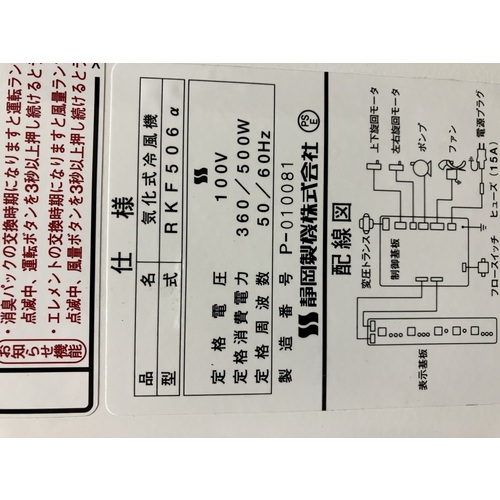 お知らせ機能
・消臭パックの交換時期になりますと運転ラン
点滅中、運転ボタンを3秒以上押し続けると
・エレメントの交換時期になりますと風量ラン
点滅中、風量ボタンを3秒以上押し続けると
仕様
品名 気化式冷風機
型式 RKF506α
定格電圧 100V
定格消費電力 360/500W
定格周波数 50/60Hz
製造番号 P-010081
静岡製機株式会社
PS
E
配線図
上下旋回モータ
左右旋回モータ
ポンプ
ファン
電源プラグ
ヒューズ(15A)
変圧トランス
制御基板
フロースイッチ
表示基板